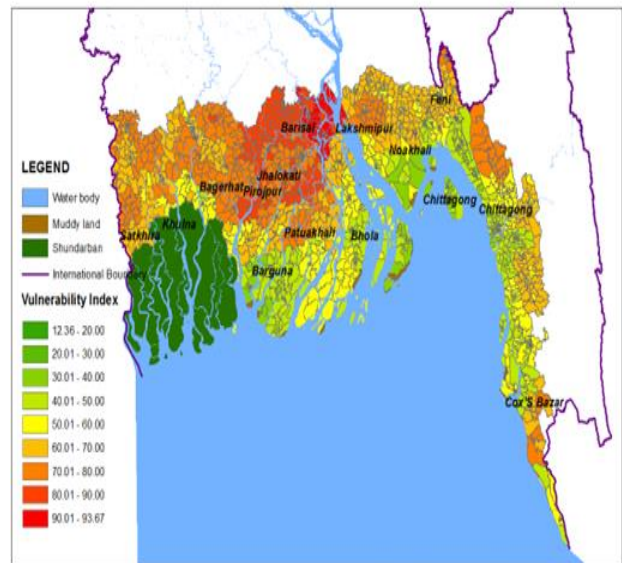 Feni
Barisal
Lakshmipur
Noakhali
LEGEND
Jhalokati
Bagerhat
Pirojpur
Water body
Chittagong
Chittagong
Muddy land
Khulna
Patuakhali
Bhola
Shundarban
Satkhira
International Boundary
Barguna
Vulnerability Index
12.36 - 20.00
20.01 - 30.00
30.01 - 40.00
40.01 - 50.00
Cox'S Bazar
50.01 - 60.00
60.01 - 70.00
70.01 - 80.00
80.01 - 90.00
90.01 - 93.67